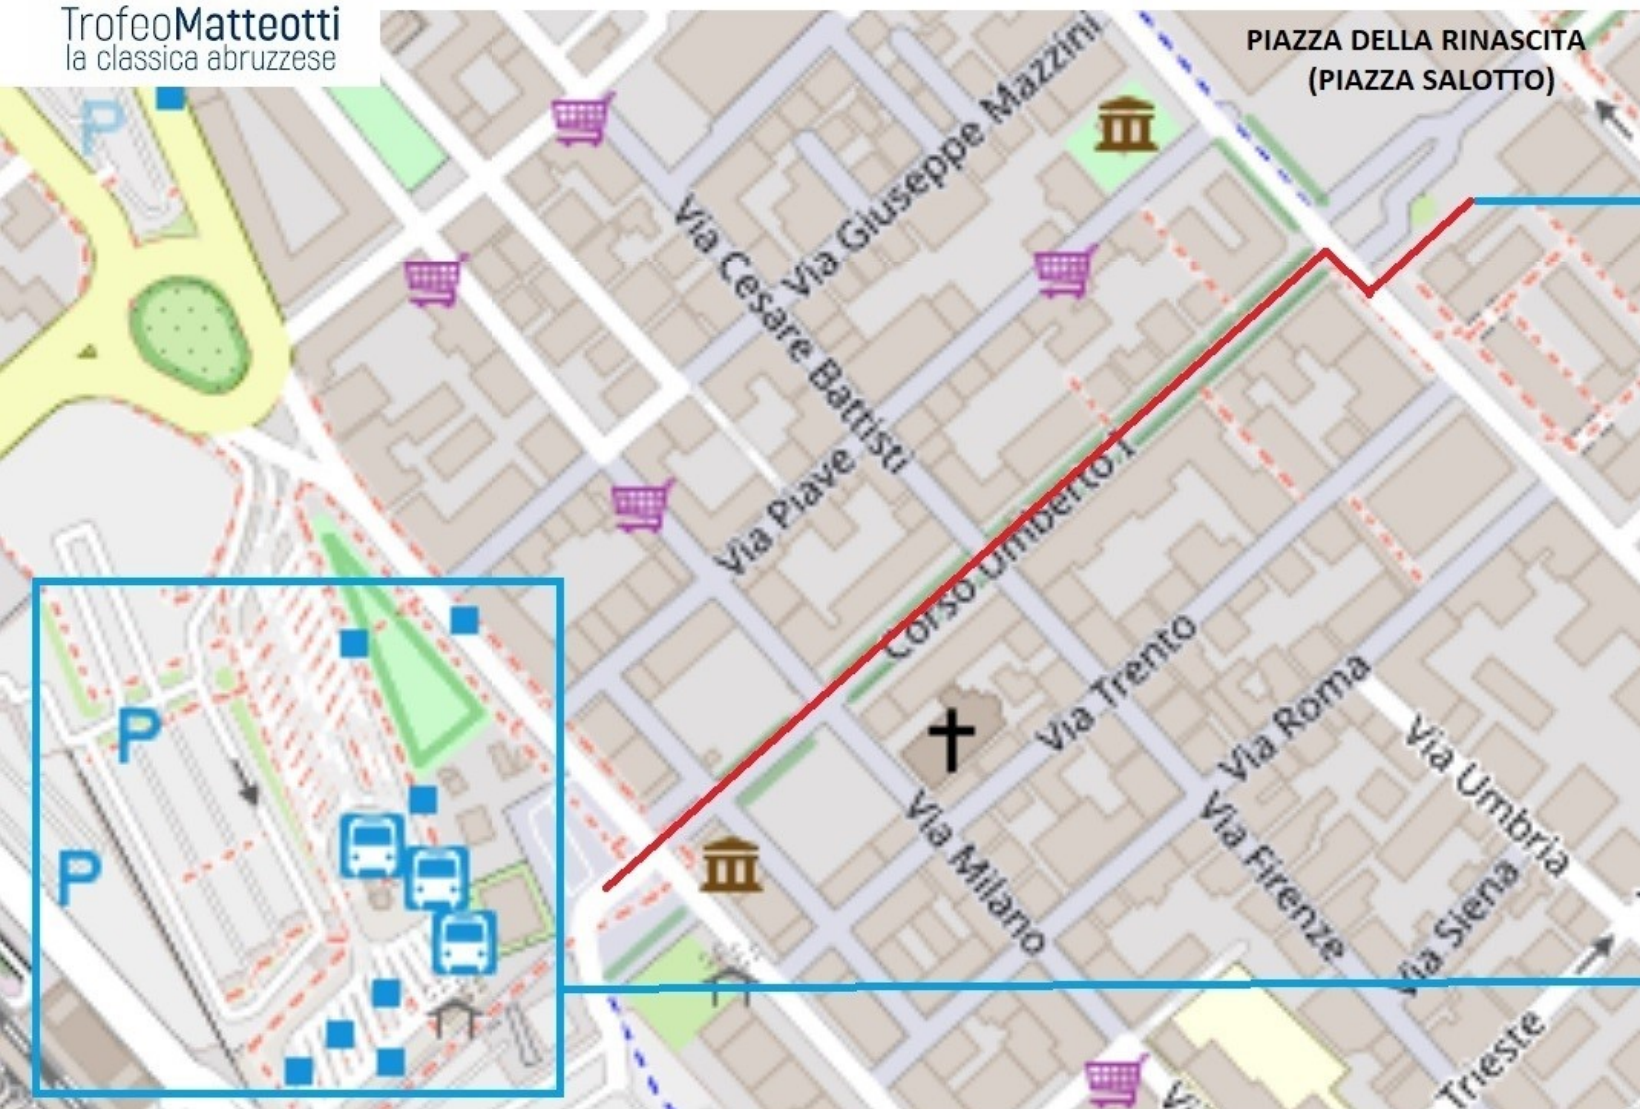 TrofeoMatteotti
la classica abruzzese
PIAZZA DELLA RINASCITA
(PIAZZA SALOTTO)
P
Via Giuseppe Mazzini
Via Cesare Battisti
Via Piave
Corso Umberto I
Via Trento
Via Roma
Via Umbria
P
P
Via Milano
Via Firenze
Via Siena
Trieste